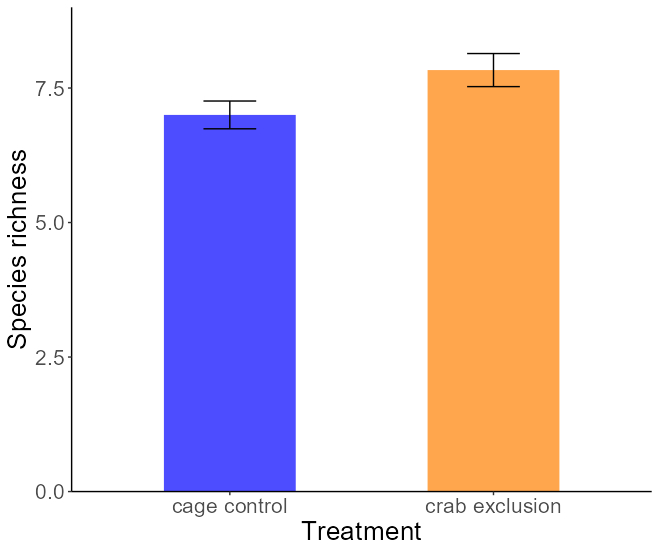 Species richness
7.5
5.0
2.5
0.0
cage control crab exclusion
Treatment